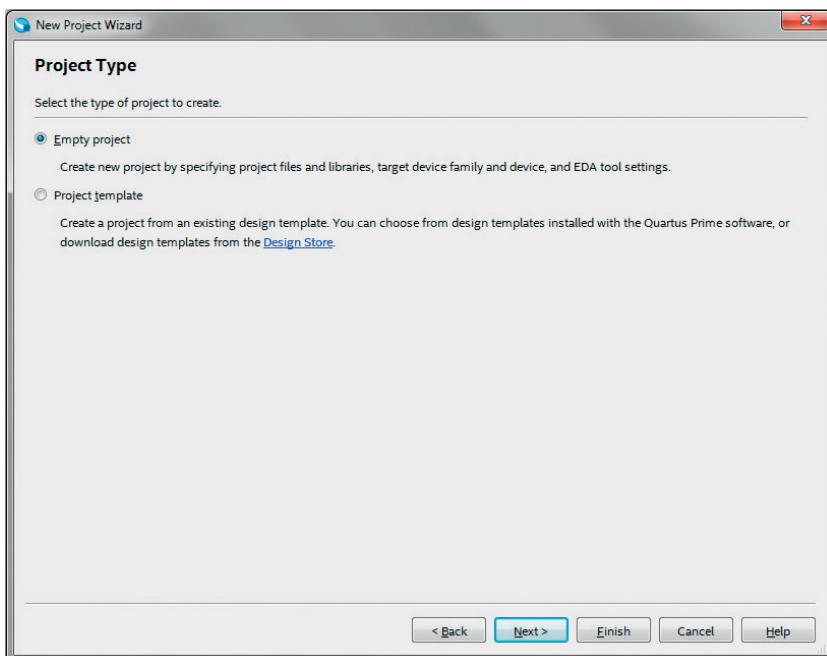 New Project Wizard
Project Type
Select the type of project to create.
Empty project
Create new project by specifying project files and libraries, target device family and device, and EDA tool settings.
Project template
Create a project from an existing design template. You can choose from design templates installed with the Quartus Prime software, or
download design templates from the Design Store.
< Back Next > Finish Cancel Help